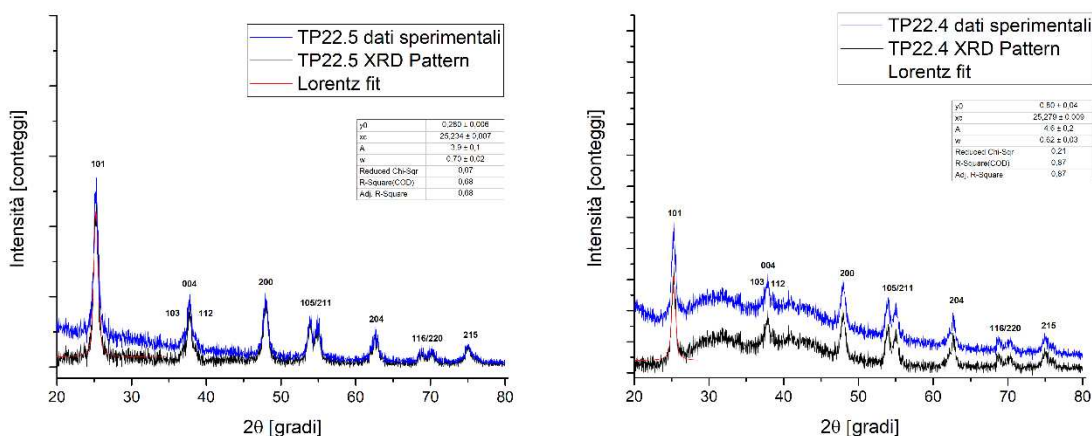 TP22.5 dati sperimentali
TP22.5 XRD Pattern
Lorentz fit
y0 0,260 ± 0,006
xc 25,234 ± 0,007
A 3.9 ± 0,1
w 0.70 ± 0,02
Reduced Chi-Sqr 0,07
R-Square(COD) 0,68
Adj. R-Square 0,68
101
004
103
112
200
105/211
204
116/220
215
Intensità [conteggi]
20 30 40 50 60 70 80
2θ [gradi]
TP22.4 dati sperimentali
TP22.4 XRD Pattern
Lorentz fit
y0 0,80 ± 0,04
xc 25,279 ± 0,009
A 4.6 ± 0,2
w 0.62 ± 0,03
Reduced Chi-Sqr 0.21
R-Square(COD) 0,87
Adj. R-Square 0,87
101
004
103
112
200
105/211
204
116/220
215
Intensità [conteggi]
20 30 40 50 60 70 80
2θ [gradi]